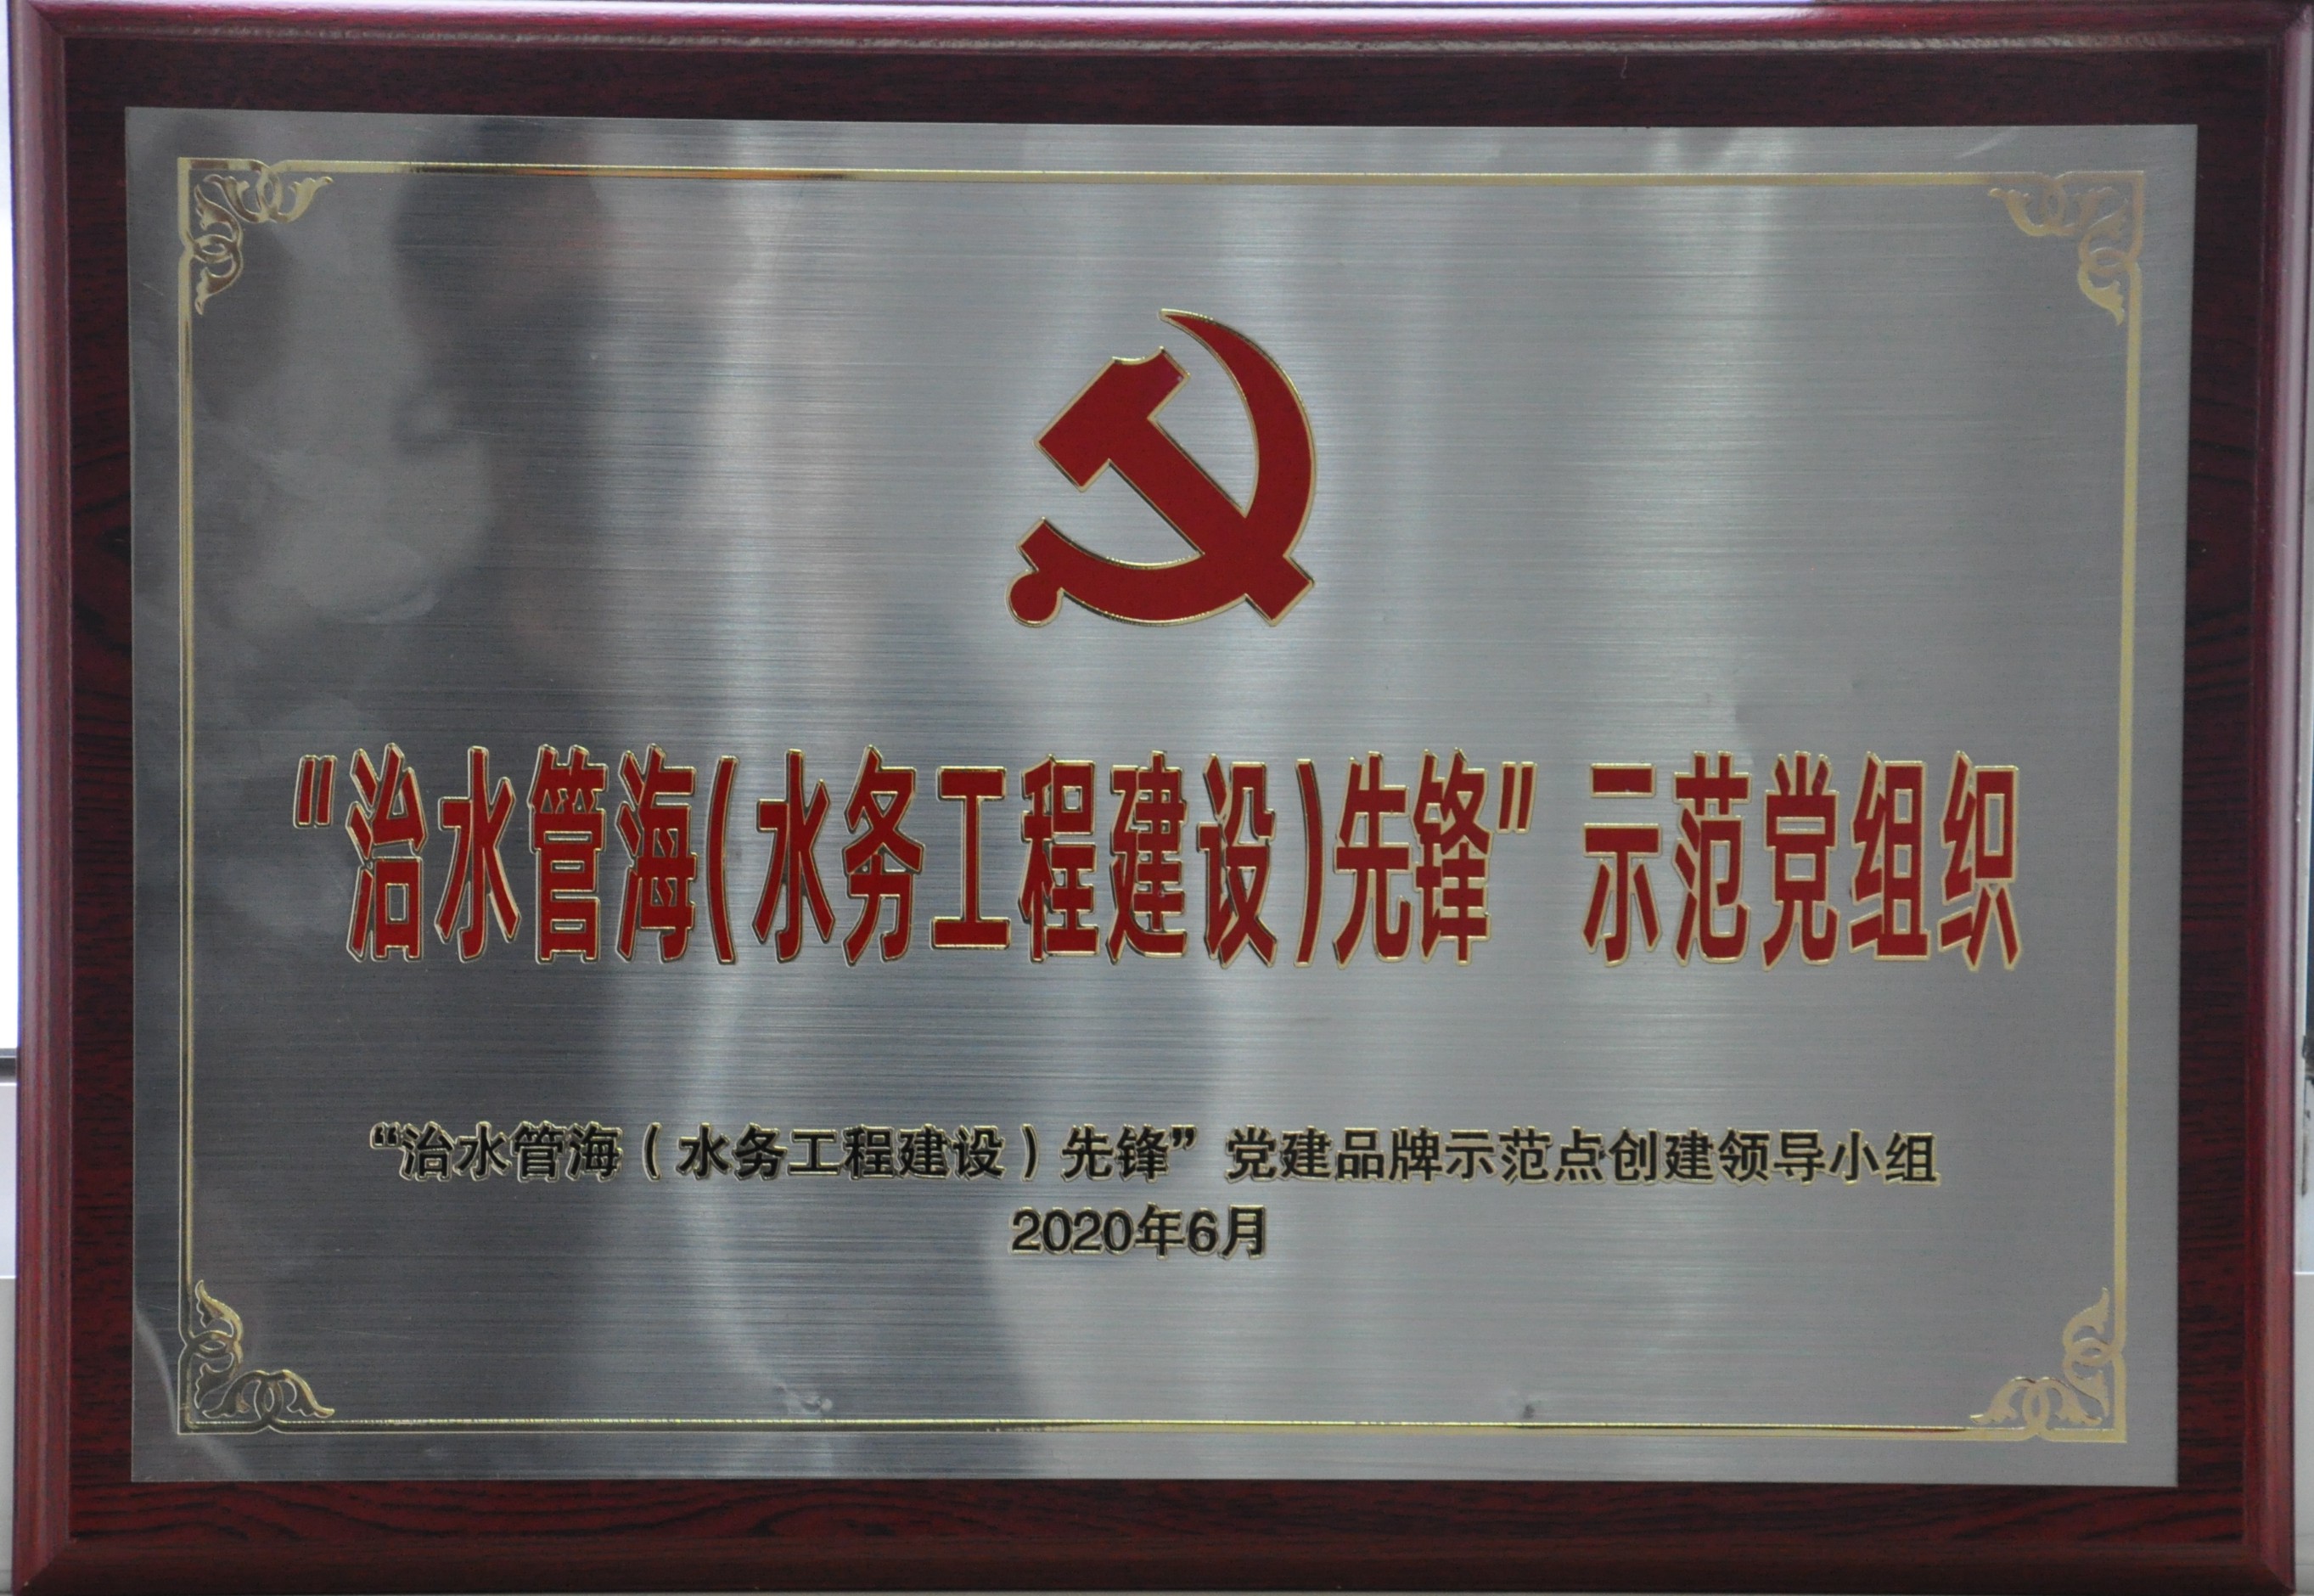 "治水管海(水务工程建设)先锋" 示范党组织
“治水管海（水务工程建设）先锋”党建品牌示范点创建领导小组
2020年6月